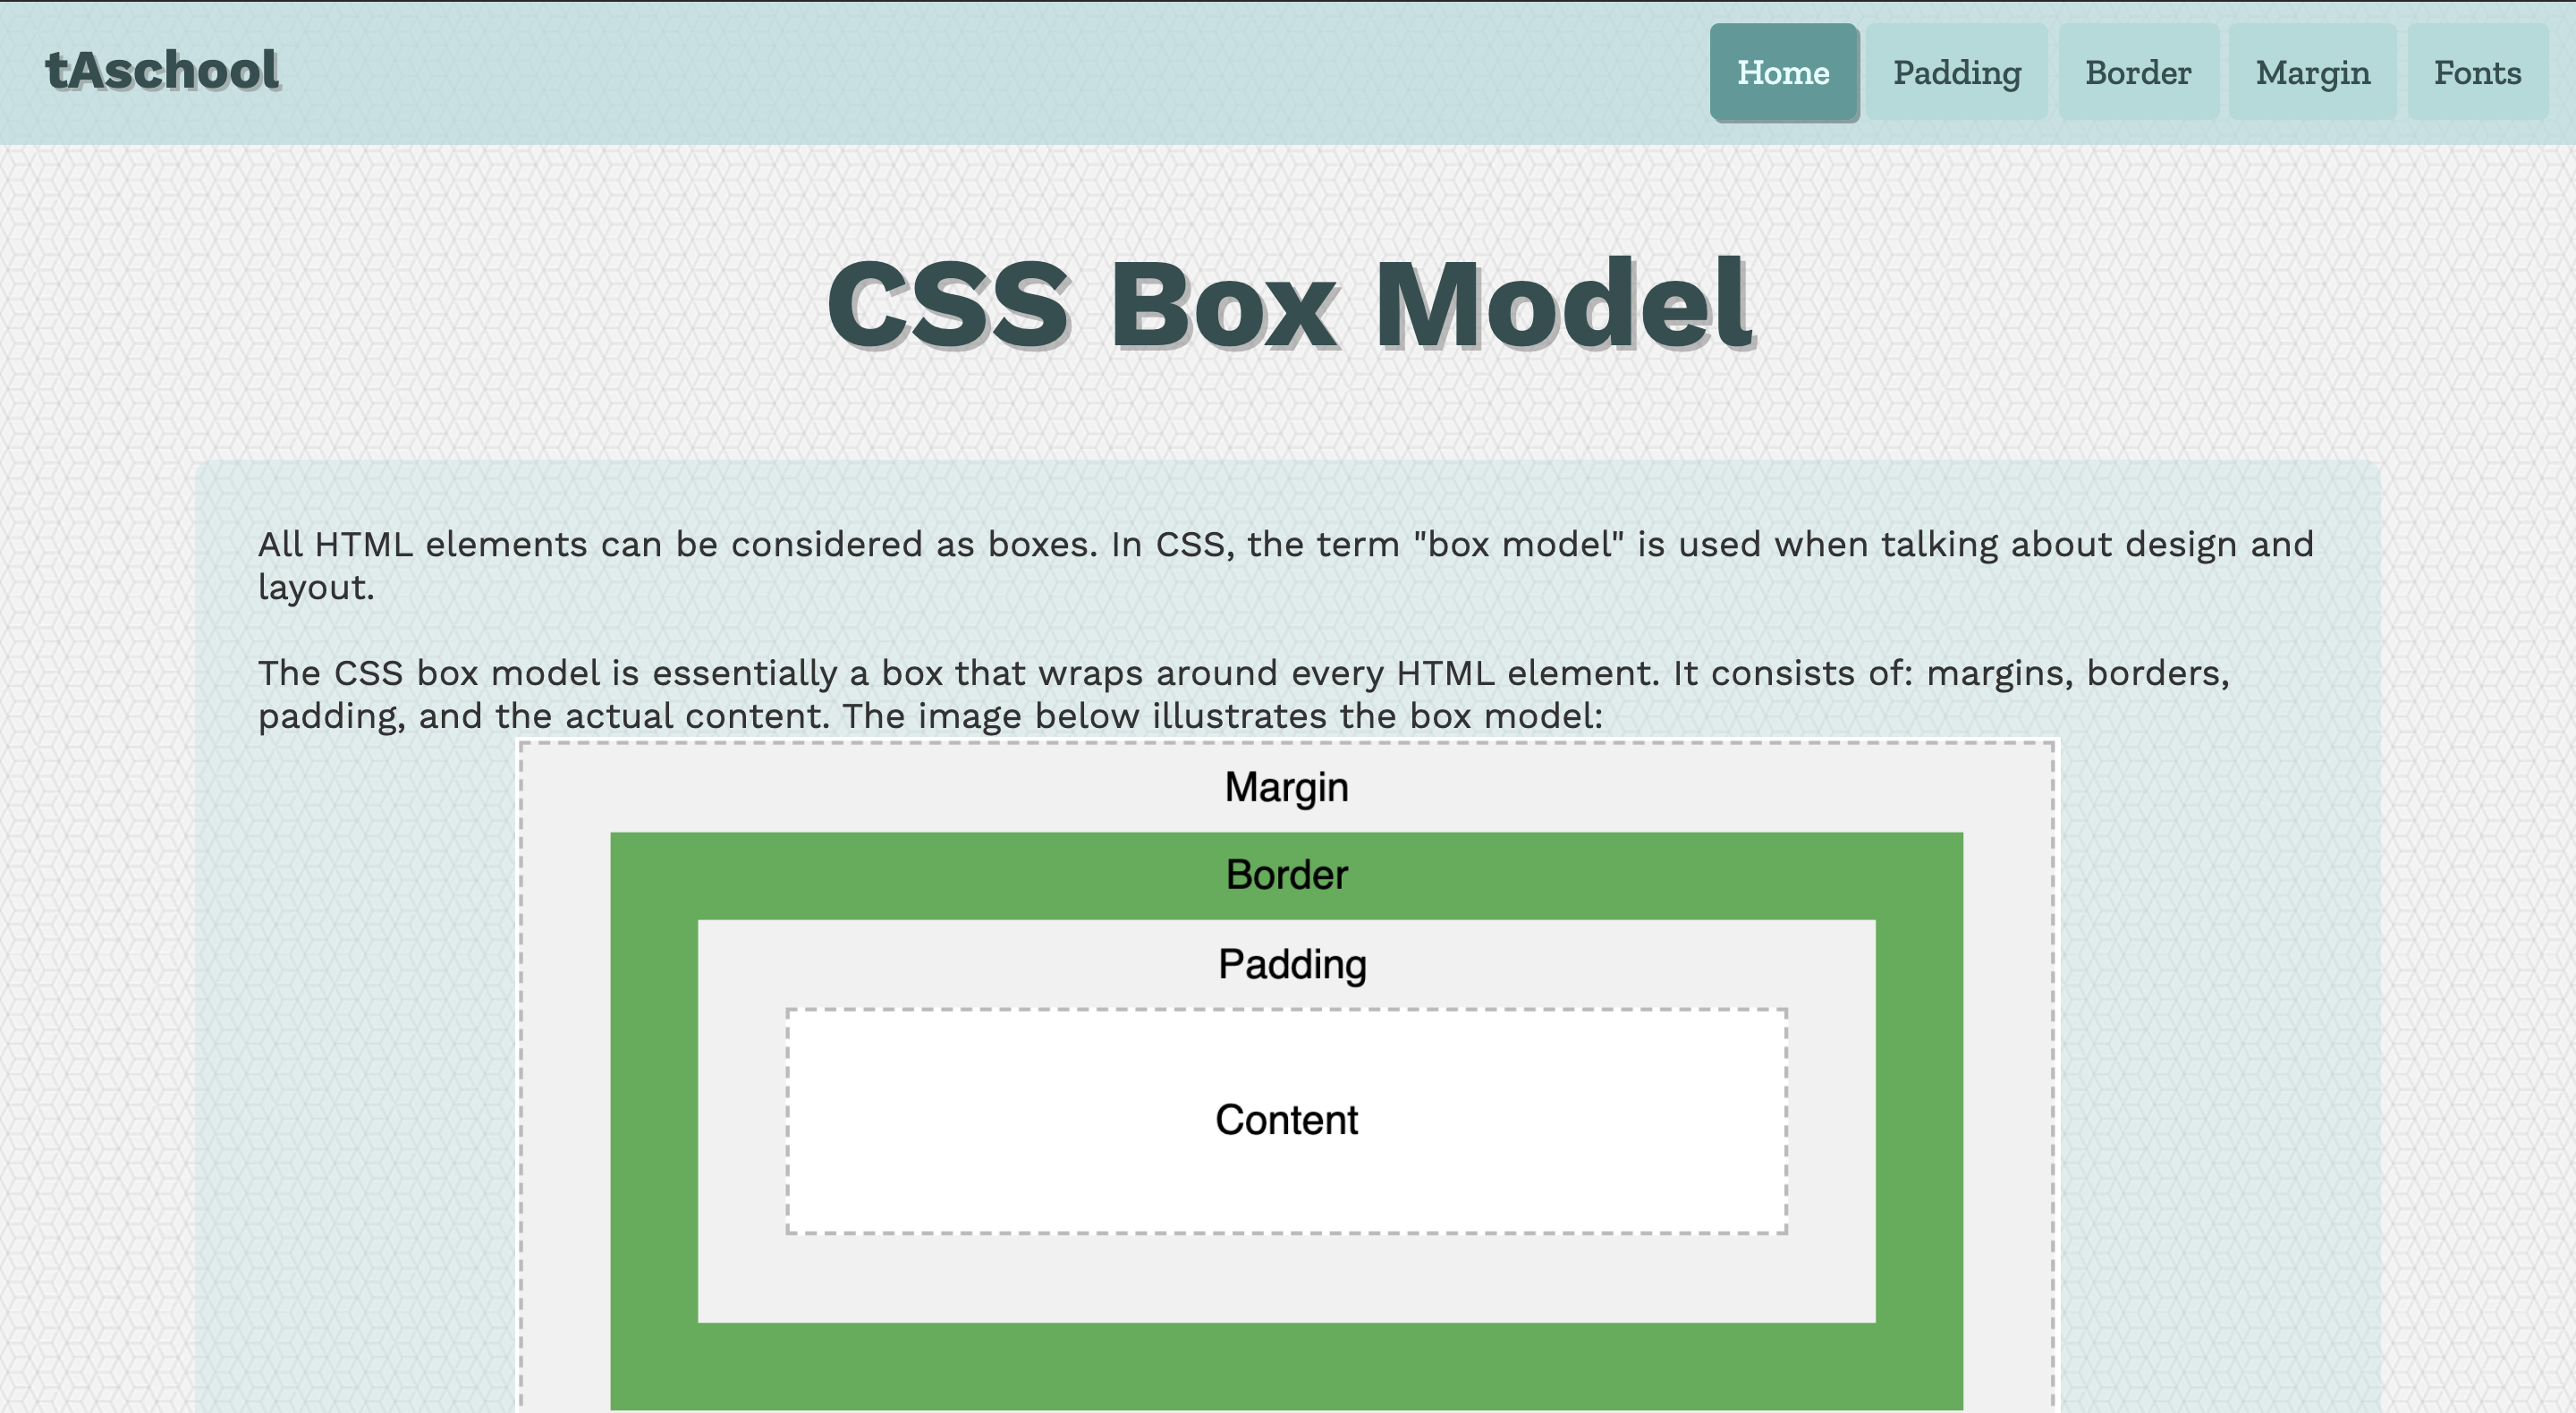 tAschool
Home Padding Border Margin Fonts
CSS Box Model
All HTML elements can be considered as boxes. In CSS, the term "box model" is used when talking about design and
layout.
The CSS box model is essentially a box that wraps around every HTML element. It consists of: margins, borders,
padding, and the actual content. The image below illustrates the box model:
Margin
Border
Padding
Content